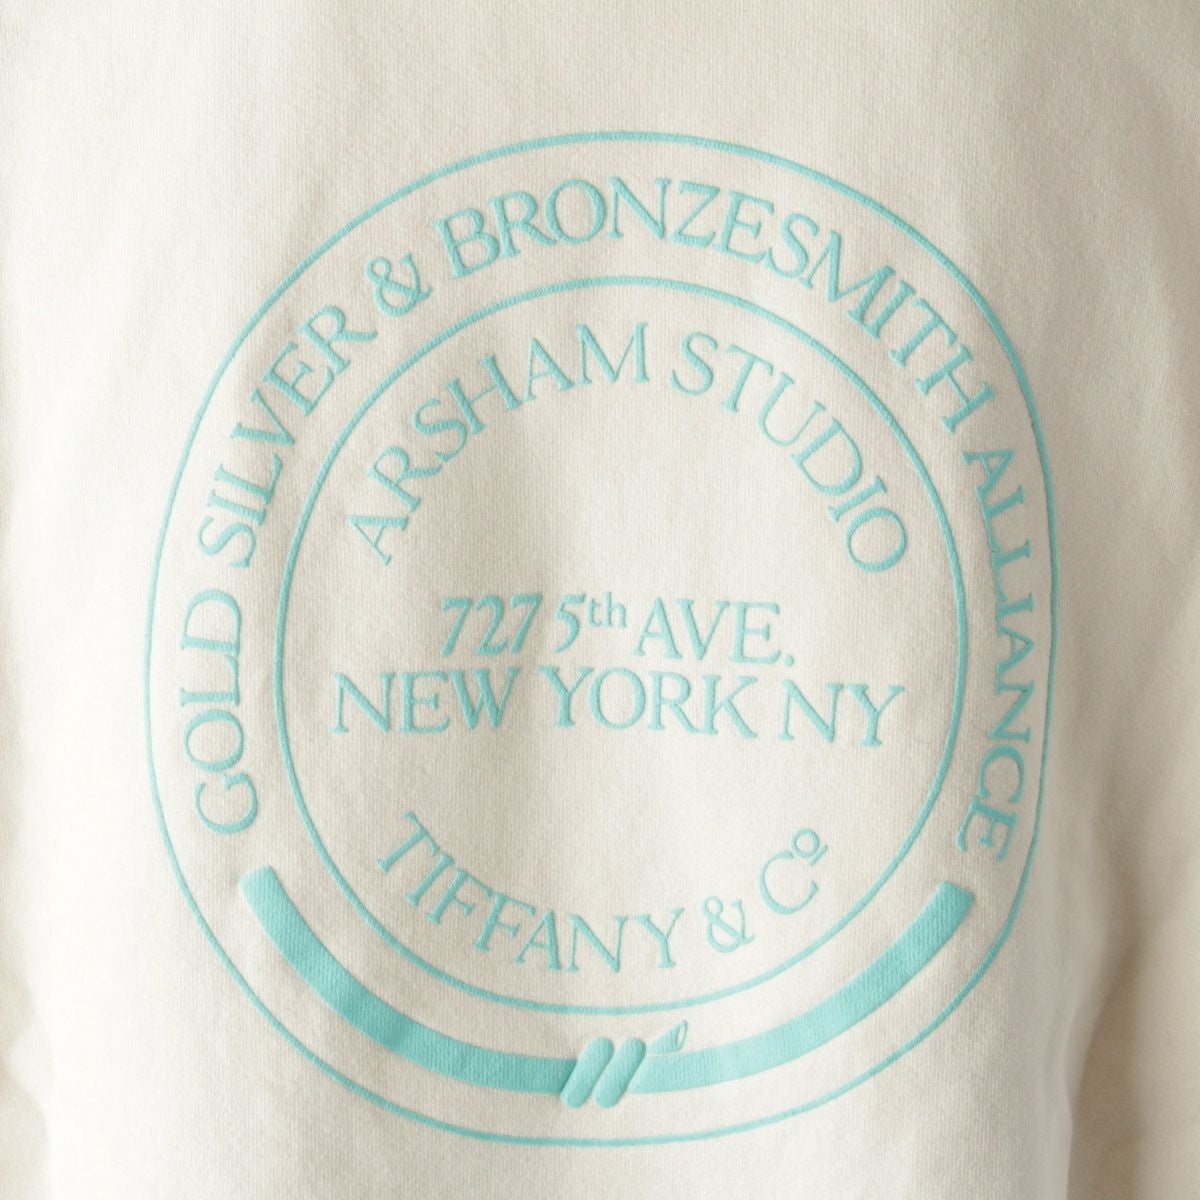 GOLD SILVER & BRONZESMITH ALLIANCE
ARSHAM STUDIO
727 5th AVE.
NEW YORK NY
TIFFANY & Co